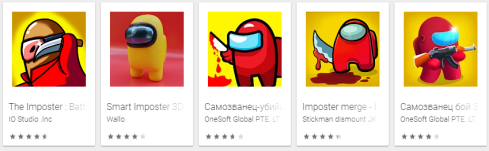 The Imposter : Batt
IO Studio .Inc
Smart Imposter 3D
Wallo
Самозванец-убий
OneSoft Global PTE. LT
Imposter merge -
Stickman dismount JK
Самозванец бой 3
OneSoft Global PTE. LT